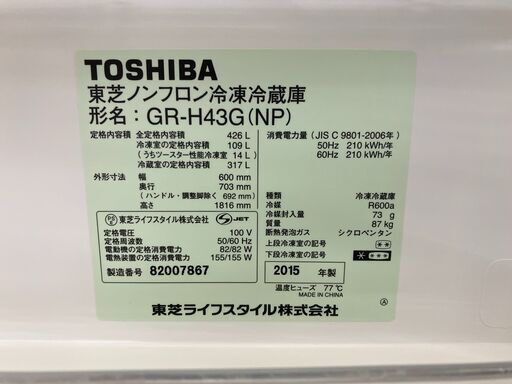 TOSHIBA
東芝ノンフロン冷凍冷蔵庫
形名：GR-H43G(NP)
定格内容積 全定格内容積 426 L
冷凍室の定格内容積 109 L
(うちツースター性能冷凍室 14 L)
冷蔵室の定格内容積 317 L
外形寸法 幅 600 mm
奥行 703 mm
(ハンドル・調整脚除く 692 mm)
高さ 1816 mm
PS E 東芝ライフスタイル株式会社 S JET
定格電圧 100 V
定格周波数 50/60 Hz
電動機の定格消費電力 82/82 W
電熱装置の定格消費電力 155/155 W
製造番号 82007867
消費電力量(JIS C 9801-2006年)
50Hz 210 kWh/年
60Hz 210 kWh/年
種類 冷凍冷蔵庫
冷媒 R600a
冷媒封入量 73 g
質量 87 kg
断熱発泡ガス シクロペンタン
上段冷凍室の記号 **
下段冷凍室の記号 ****
2015 年製
温度ヒューズ 77℃
MADE IN CHINA
東芝ライフスタイル株式会社
Ⓐ